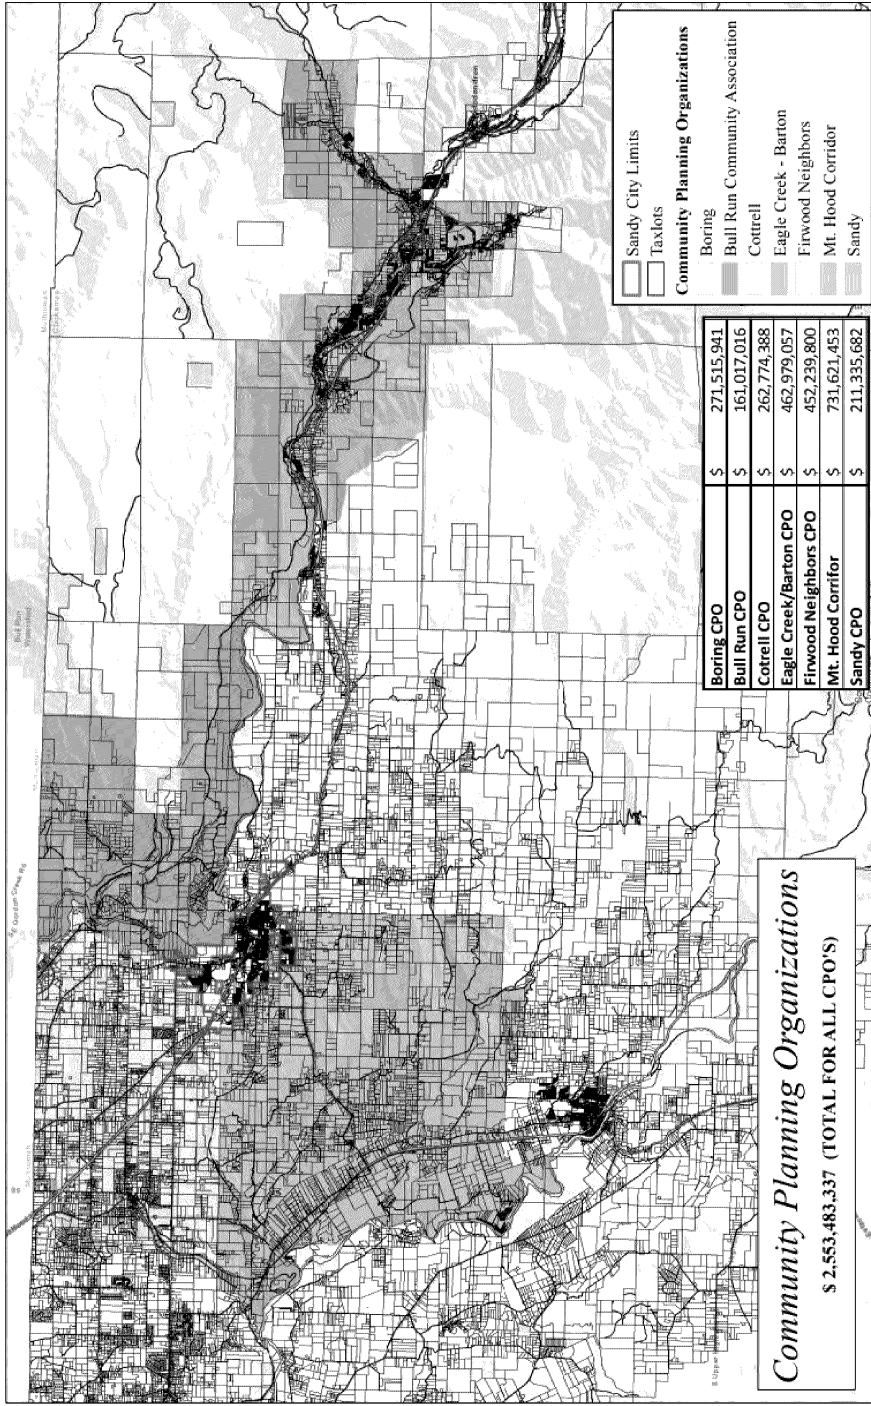 Sandy City Limits
Taxlots
Community Planning Organizations
Boring
Bull Run Community Association
Cottrell
Eagle Creek - Barton
Firwood Neighbors
Mt. Hood Corridor
Sandy
Boring CPO $ 271,515,941
Bull Run CPO $ 161,017,016
Cotrell CPO $ 262,774,388
Eagle Creek/Barton CPO $ 462,979,057
Firwood Neighbors CPO $ 452,239,800
Mt. Hood Corrifor $ 731,621,453
Sandy CPO $ 211,335,682
Community Planning Organizations
$ 2,553,483,337 (TOTAL FOR ALL CPO'S)